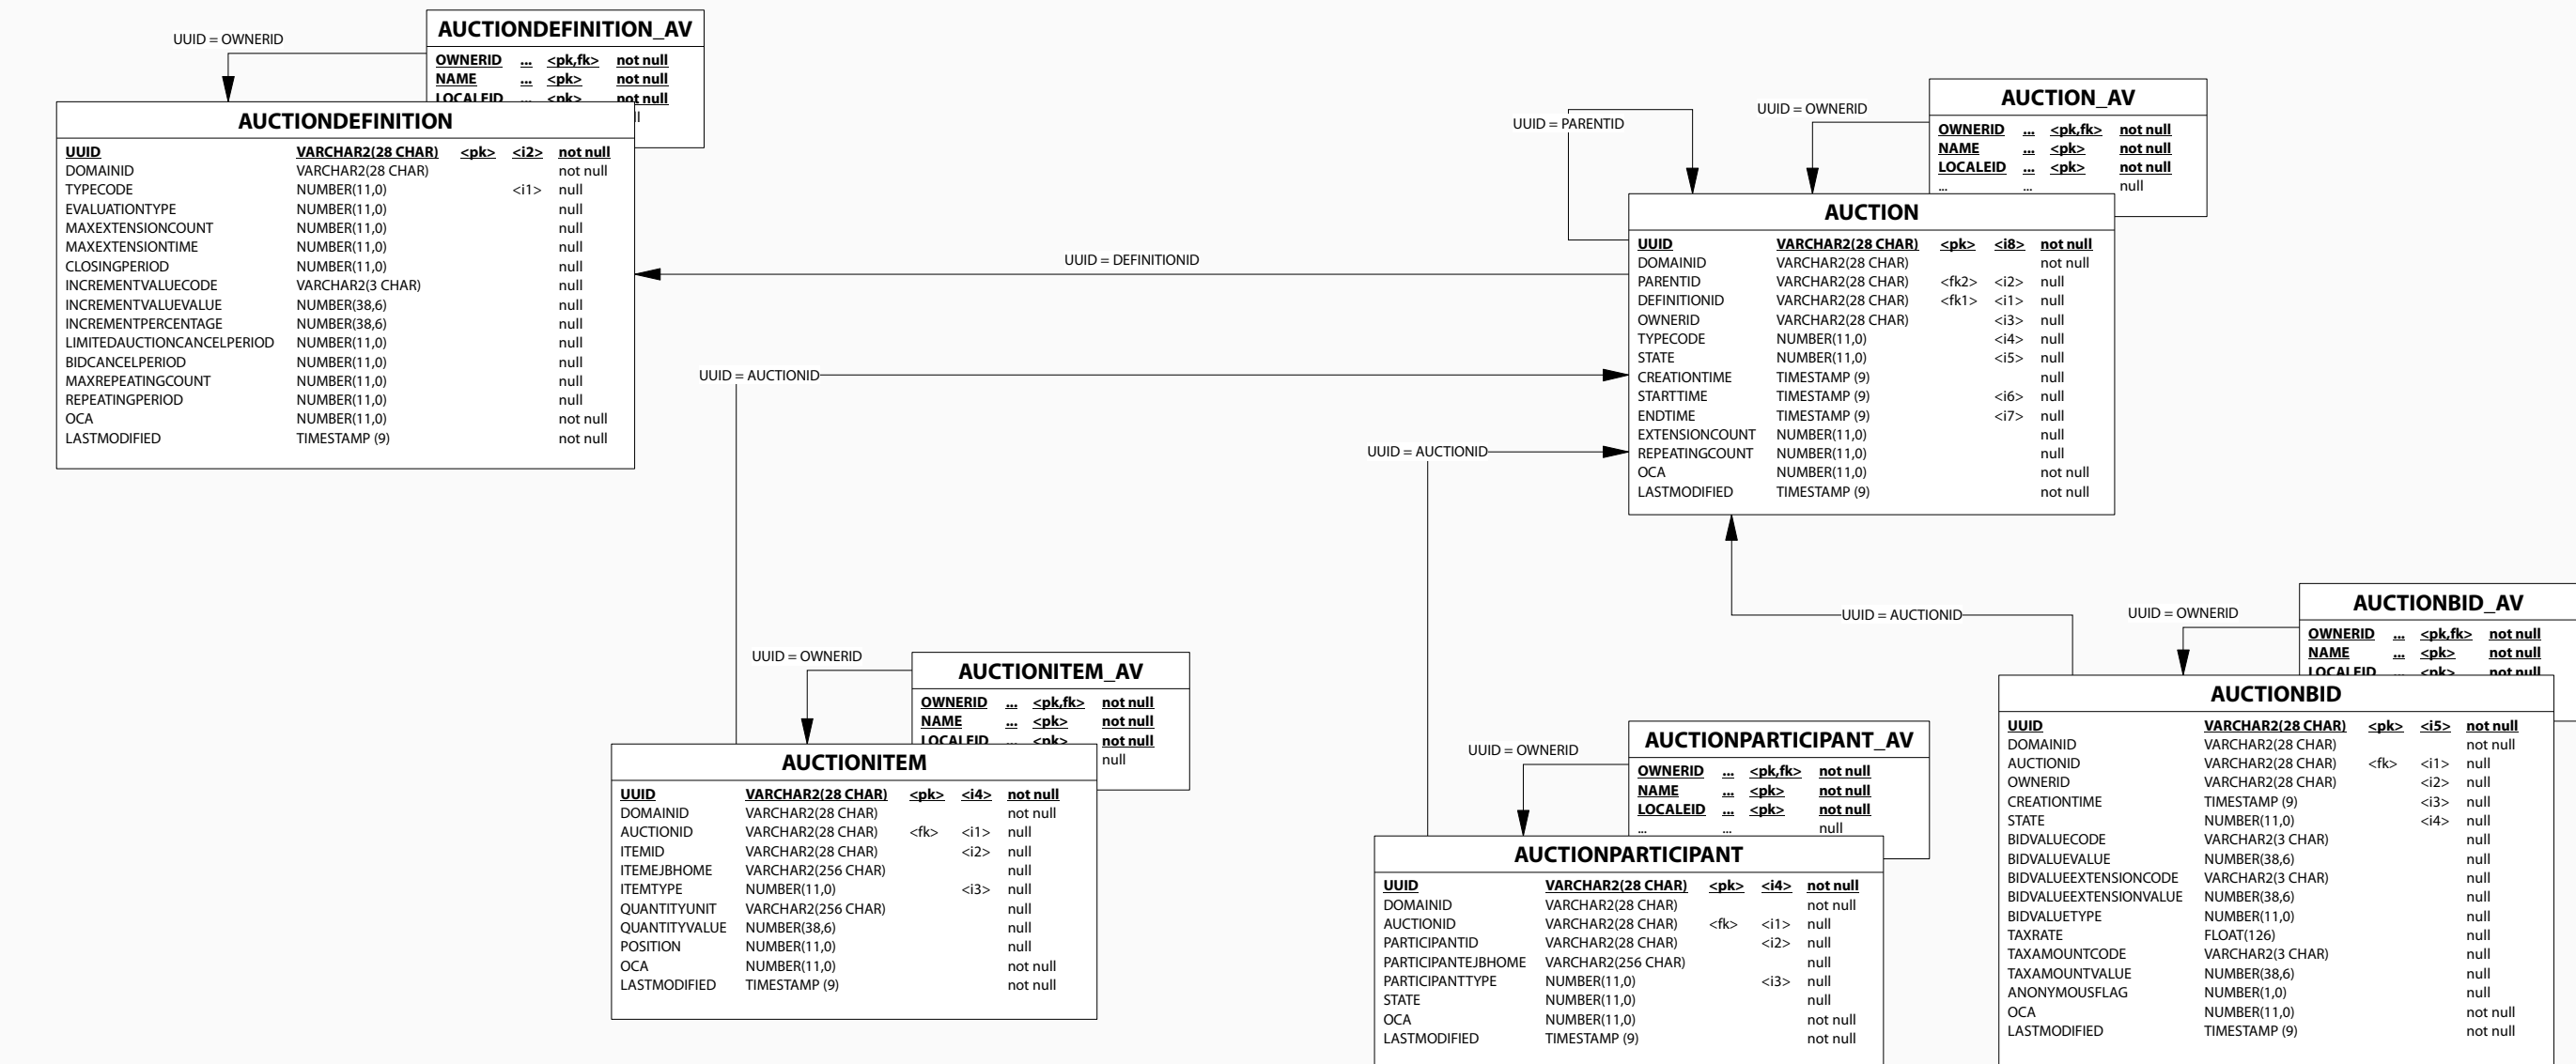 AUCTIONDEFINITION_AV
UUID = OWNERID
OWNERID ... <pk,fk> not null
NAME ... <pk> not null
LOCALEID ... <pk> not null
AUCTIONDEFINITION
UUID VARCHAR2(28 CHAR) <pk> <i2> not null
DOMAINID VARCHAR2(28 CHAR) not null
TYPECODE NUMBER(11,0) <i1> null
EVALUATIONTYPE NUMBER(11,0) null
MAXEXTENSIONCOUNT NUMBER(11,0) null
MAXEXTENSIONTIME NUMBER(11,0) null
CLOSINGPERIOD NUMBER(11,0) null
INCREMENTVALUECODE VARCHAR2(3 CHAR) null
INCREMENTVALUEVALUE NUMBER(38,6) null
INCREMENTPERCENTAGE NUMBER(38,6) null
LIMITEDAUCTIONCANCELPERIOD NUMBER(11,0) null
BIDCANCELPERIOD NUMBER(11,0) null
MAXREPEATINGCOUNT NUMBER(11,0) null
REPEATINGPERIOD NUMBER(11,0) null
OCA NUMBER(11,0) not null
LASTMODIFIED TIMESTAMP (9) not null
AUCTION_AV
UUID = OWNERID
UUID = PARENTID
OWNERID ... <pk,fk> not null
NAME ... <pk> not null
LOCALEID ... <pk> not null
... ... null
AUCTION
UUID VARCHAR2(28 CHAR) <pk> <i8> not null
DOMAINID VARCHAR2(28 CHAR) not null
PARENTID VARCHAR2(28 CHAR) <fk2> <i2> null
DEFINITIONID VARCHAR2(28 CHAR) <fk1> <i1> null
OWNERID VARCHAR2(28 CHAR) <i3> null
TYPECODE NUMBER(11,0) <i4> null
STATE NUMBER(11,0) <i5> null
CREATIONTIME TIMESTAMP (9) null
STARTTIME TIMESTAMP (9) <i6> null
ENDTIME TIMESTAMP (9) <i7> null
EXTENSIONCOUNT NUMBER(11,0) null
REPEATINGCOUNT NUMBER(11,0) null
OCA NUMBER(11,0) not null
LASTMODIFIED TIMESTAMP (9) not null
UUID = DEFINITIONID
UUID = AUCTIONID
UUID = AUCTIONID
UUID = AUCTIONID
UUID = OWNERID
AUCTIONITEM_AV
OWNERID ... <pk,fk> not null
NAME ... <pk> not null
LOCALEID ... <pk> not null
null
AUCTIONITEM
UUID VARCHAR2(28 CHAR) <pk> <i4> not null
DOMAINID VARCHAR2(28 CHAR) not null
AUCTIONID VARCHAR2(28 CHAR) <fk> <i1> null
ITEMID VARCHAR2(28 CHAR) <i2> null
ITEMEJBHOME VARCHAR2(256 CHAR) null
ITEMTYPE NUMBER(11,0) <i3> null
QUANTITYUNIT VARCHAR2(256 CHAR) null
QUANTITYVALUE NUMBER(38,6) null
POSITION NUMBER(11,0) null
OCA NUMBER(11,0) not null
LASTMODIFIED TIMESTAMP (9) not null
UUID = OWNERID
AUCTIONPARTICIPANT_AV
OWNERID ... <pk,fk> not null
NAME ... <pk> not null
LOCALEID ... <pk> not null
... ... null
AUCTIONPARTICIPANT
UUID VARCHAR2(28 CHAR) <pk> <i4> not null
DOMAINID VARCHAR2(28 CHAR) not null
AUCTIONID VARCHAR2(28 CHAR) <fk> <i1> null
PARTICIPANTID VARCHAR2(28 CHAR) <i2> null
PARTICIPANTEJBHOME VARCHAR2(256 CHAR) null
PARTICIPANTTYPE NUMBER(11,0) <i3> null
STATE NUMBER(11,0) null
OCA NUMBER(11,0) not null
LASTMODIFIED TIMESTAMP (9) not null
UUID = OWNERID
AUCTIONBID_AV
OWNERID ... <pk,fk> not null
NAME ... <pk> not null
LOCALEID ... <pk> not null
AUCTIONBID
UUID VARCHAR2(28 CHAR) <pk> <i5> not null
DOMAINID VARCHAR2(28 CHAR) not null
AUCTIONID VARCHAR2(28 CHAR) <fk> <i1> null
OWNERID VARCHAR2(28 CHAR) <i2> null
CREATIONTIME TIMESTAMP (9) <i3> null
STATE NUMBER(11,0) <i4> null
BIDVALUECODE VARCHAR2(3 CHAR) null
BIDVALUEVALUE NUMBER(38,6) null
BIDVALUEEXTENSIONCODE VARCHAR2(3 CHAR) null
BIDVALUEEXTENSIONVALUE NUMBER(38,6) null
BIDVALUETYPE NUMBER(11,0) null
TAXRATE FLOAT(126) null
TAXAMOUNTCODE VARCHAR2(3 CHAR) null
TAXAMOUNTVALUE NUMBER(38,6) null
ANONYMOUSFLAG NUMBER(1,0) null
OCA NUMBER(11,0) not null
LASTMODIFIED TIMESTAMP (9) not null